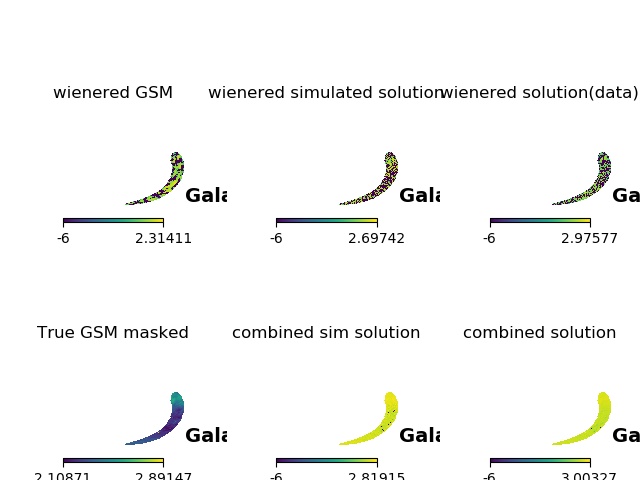 wienered GSM
wienered simulated solution
wienered solution(data)
Gala
Gala
Ga
-6 2.31411
-6 2.69742
-6 2.97577
True GSM masked
combined sim solution
combined solution
Gala
Gala
Ga
2.10871 2.89147
-6 2.81915
-6 3.00327